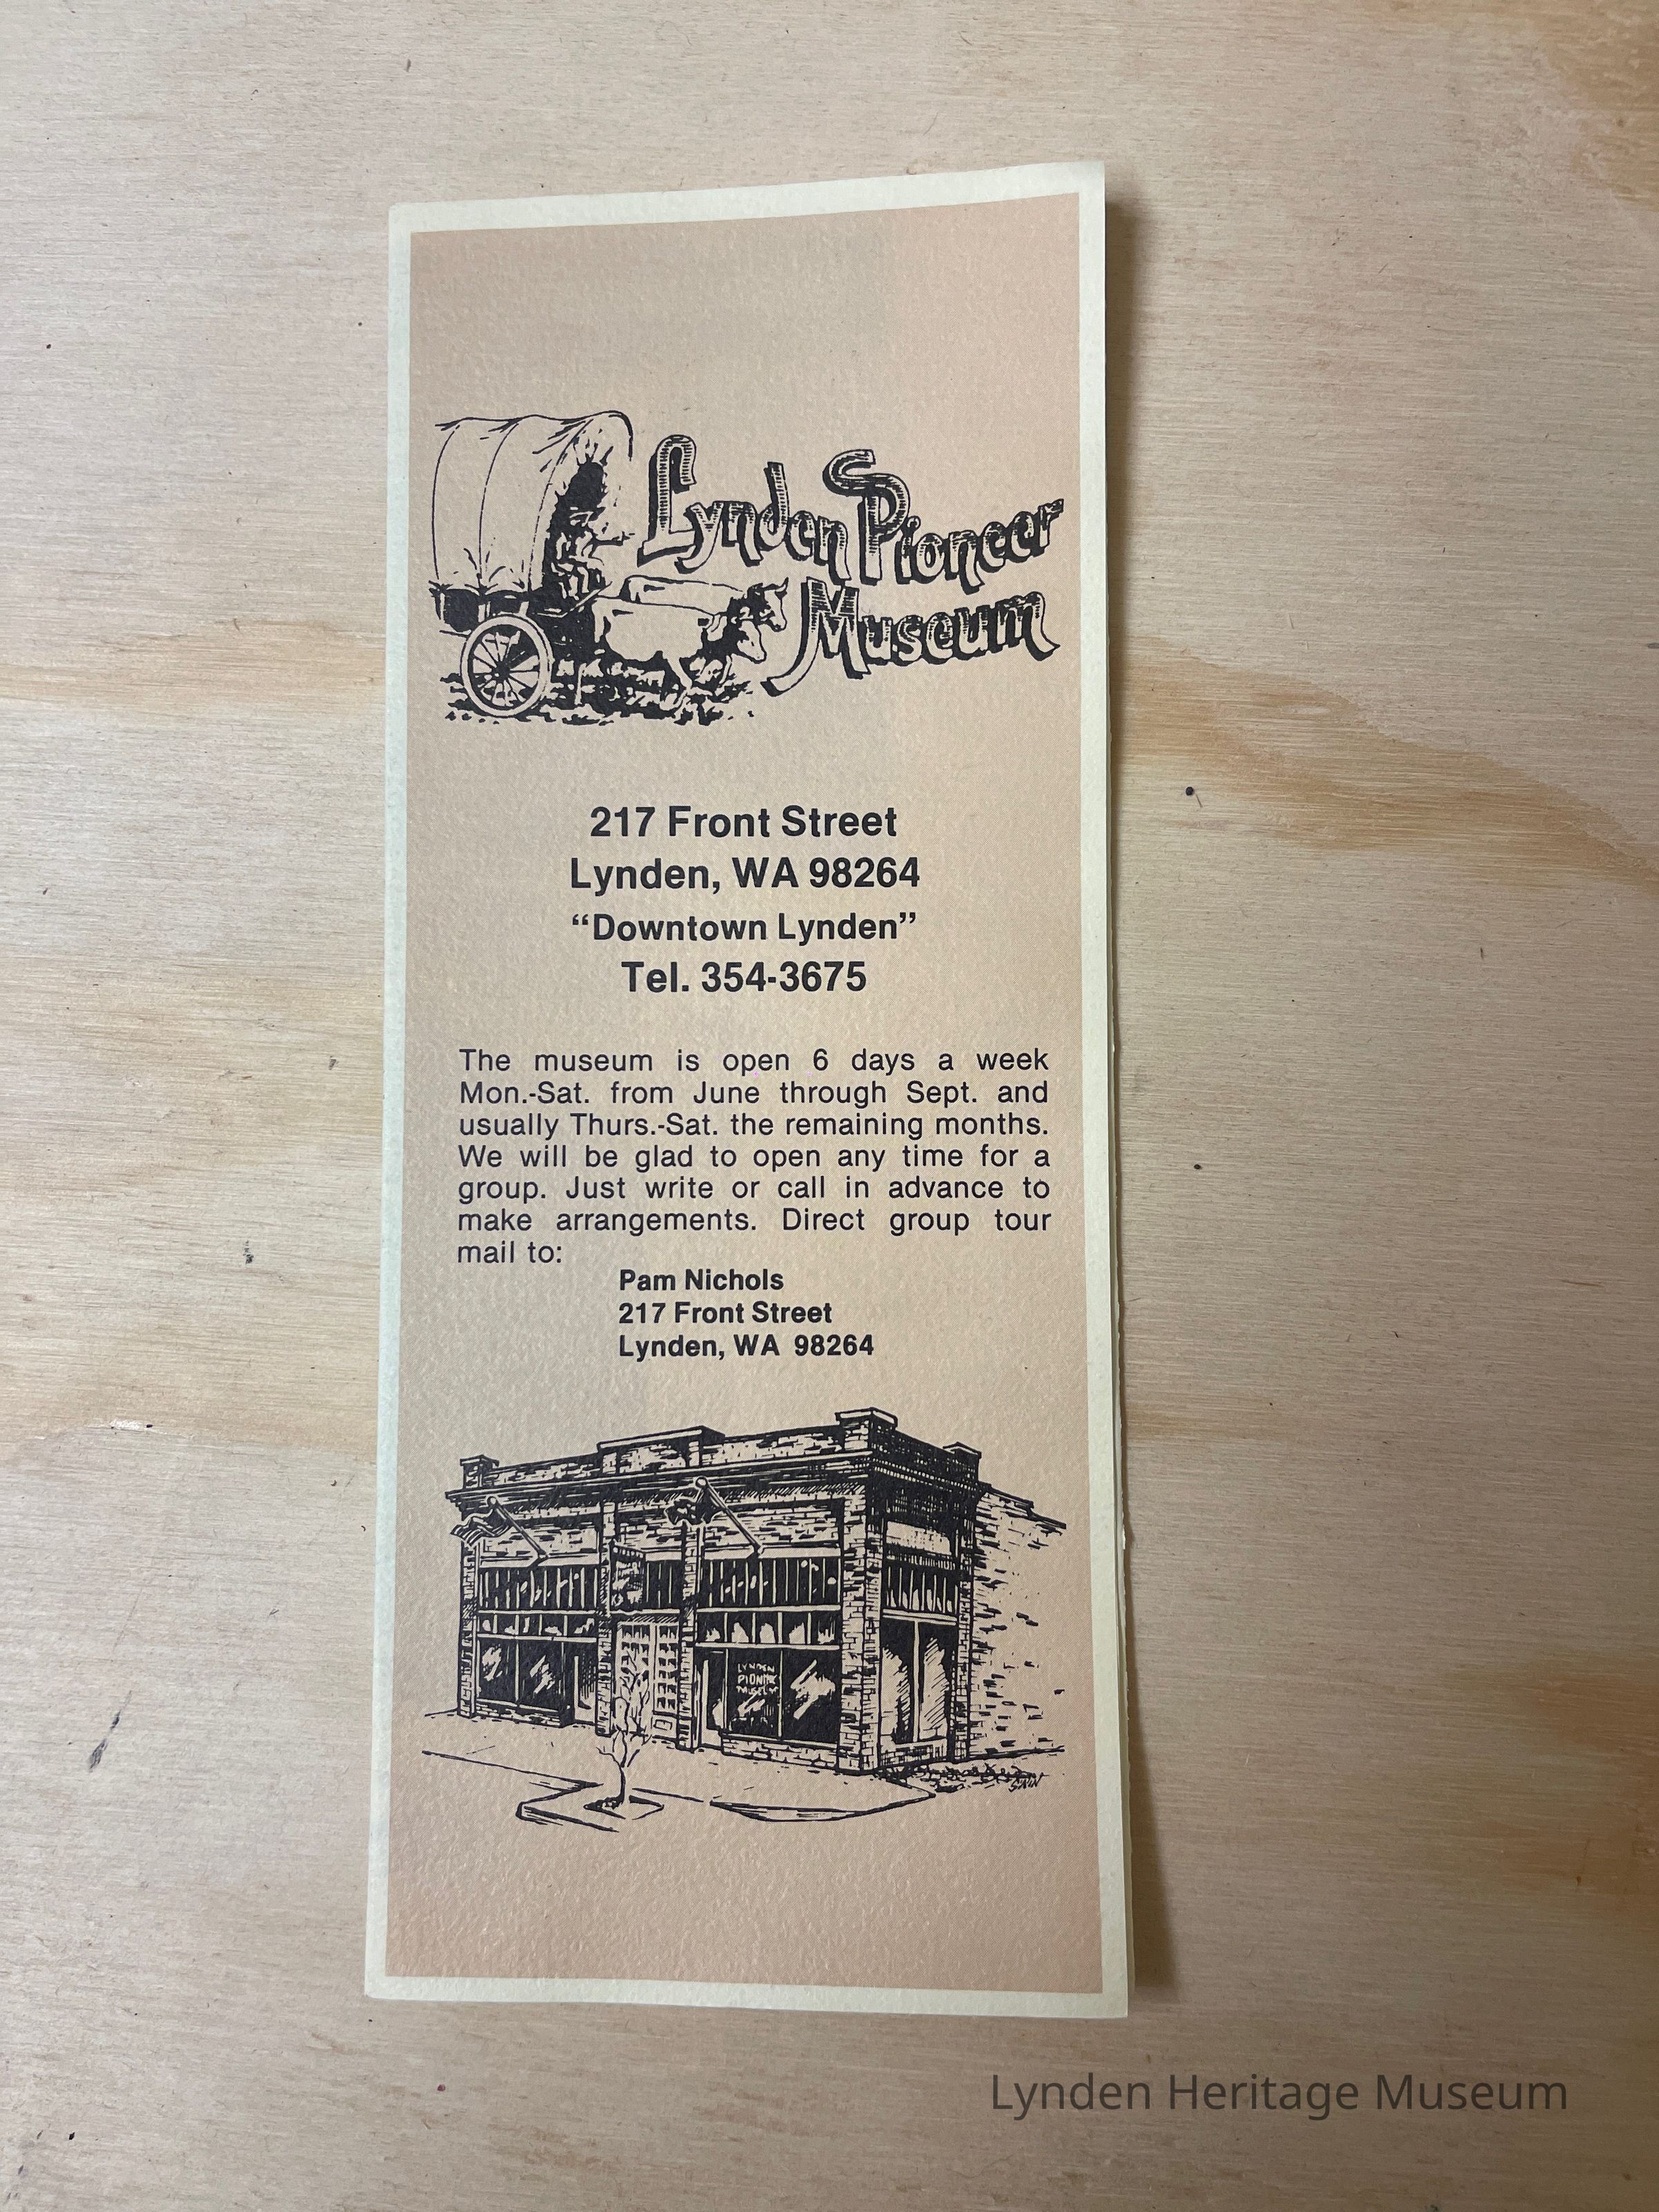 Lynden Pioneer
Museum
217 Front Street
Lynden, WA 98264
“Downtown Lynden”
Tel. 354-3675
The museum is open 6 days a week
Mon.-Sat. from June through Sept. and
usually Thurs.-Sat. the remaining months.
We will be glad to open any time for a
group. Just write or call in advance to
make arrangements. Direct group tour
mail to:
Pam Nichols
217 Front Street
Lynden, WA 98264
LYNDEN
Lynden Heritage Museum